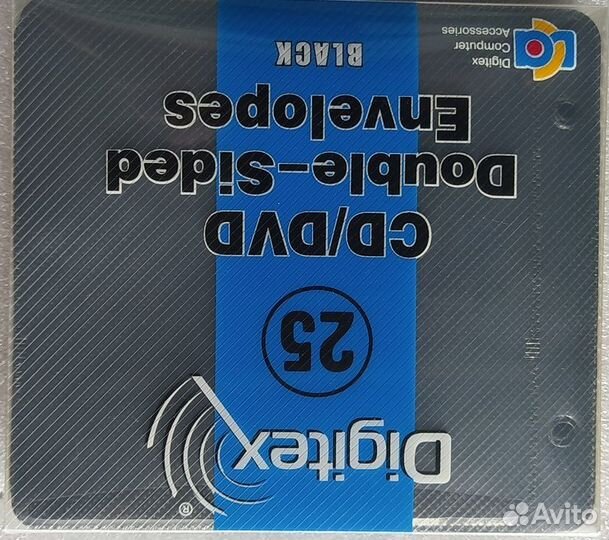 Digitex®
25
CD/DVD
Double-Sided
Envelopes
BLACK
Digitex
Computer
Accessories
Avito